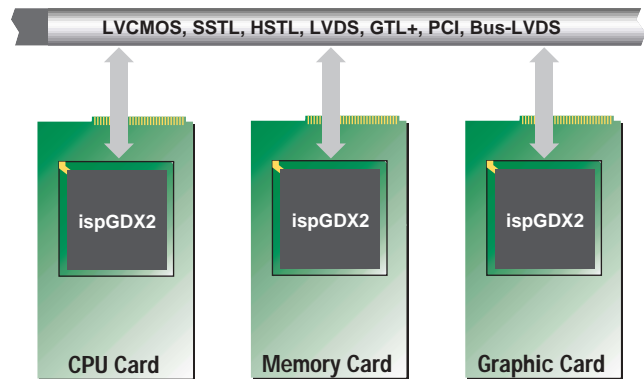 LVCMOS, SSTL, HSTL, LVDS, GTL+, PCI, Bus-LVDS
ispGDX2
ispGDX2
ispGDX2
CPU Card
Memory Card
Graphic Card